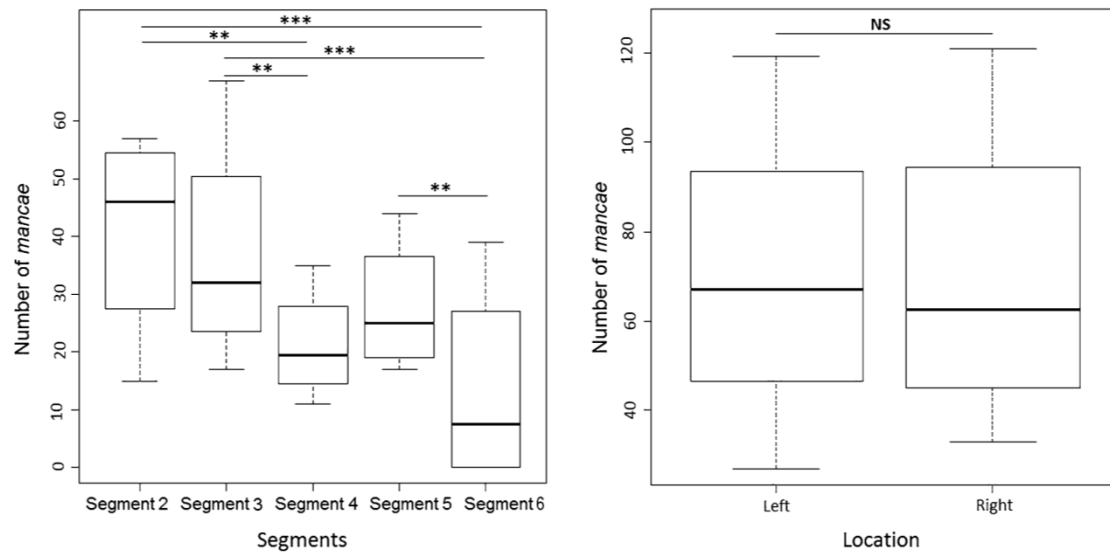 ***
**
***
**
**
Number of mancae
60
50
40
30
20
10
0
Segment 2 Segment 3 Segment 4 Segment 5 Segment 6
Segments
NS
Number of mancae
120
100
80
60
40
Left Right
Location